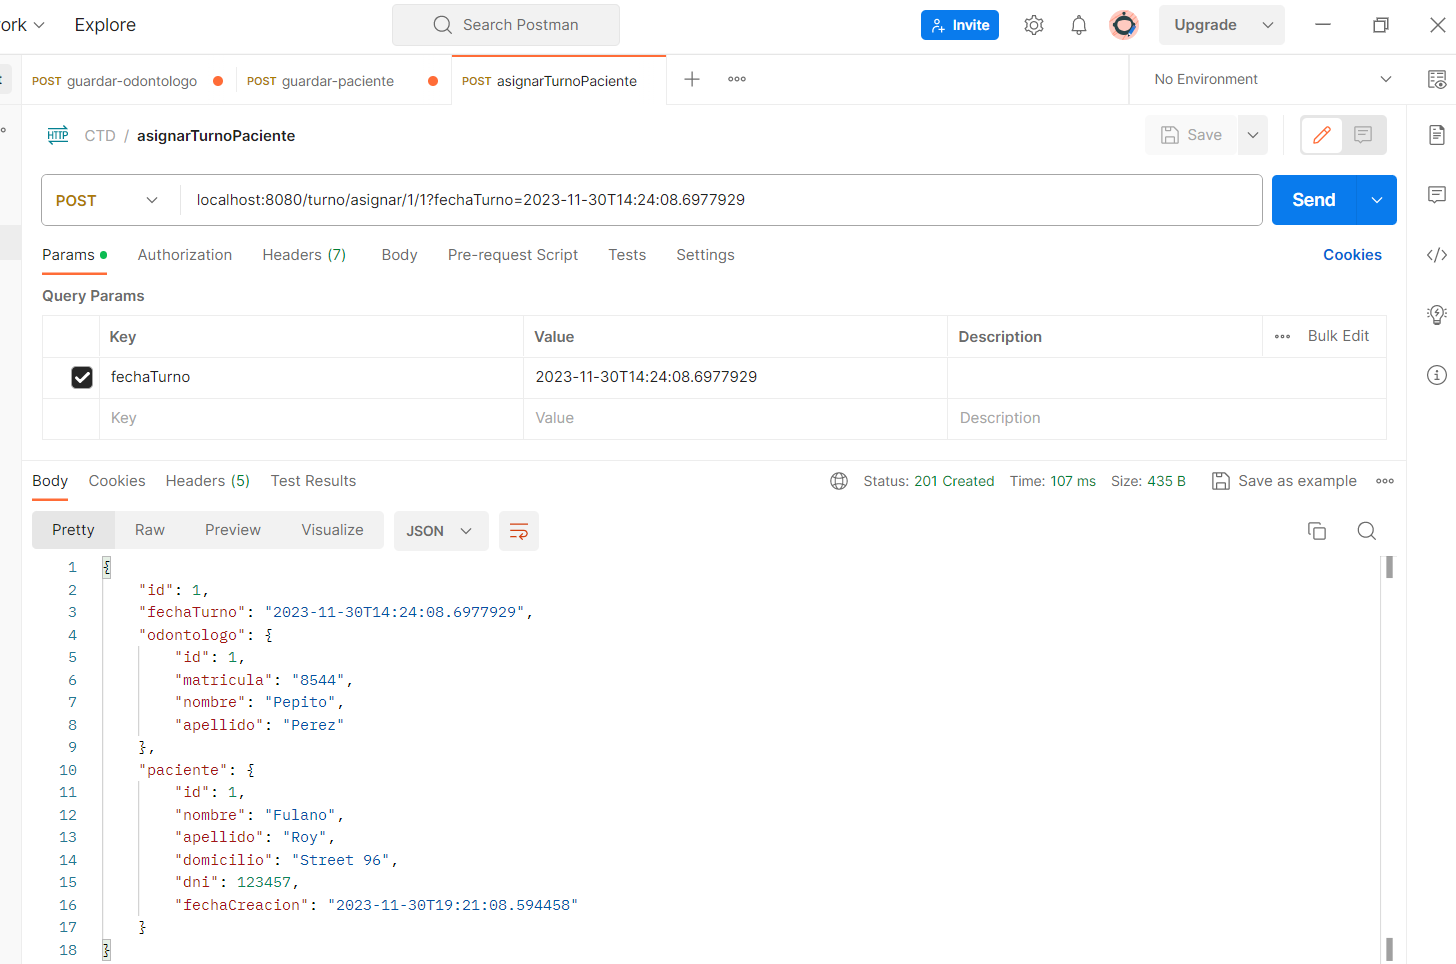 ork Explore Search Postman Invite Upgrade
POST guardar-odontologo POST guardar-paciente POST asignarTurnoPaciente No Environment
HTTP CTD / asignarTurnoPaciente Save
POST localhost:8080/turno/asignar/1/1?fechaTurno=2023-11-30T14:24:08.6977929 Send
Params Authorization Headers (7) Body Pre-request Script Tests Settings Cookies
Query Params
Key Value Description Bulk Edit
fechaTurno 2023-11-30T14:24:08.6977929
Key Value Description
Body Cookies Headers (5) Test Results Status: 201 Created Time: 107 ms Size: 435 B Save as example
Pretty Raw Preview Visualize JSON
1 {
2 "id": 1,
3 "fechaTurno": "2023-11-30T14:24:08.6977929",
4 "odontologo": {
5 "id": 1,
6 "matricula": "8544",
7 "nombre": "Pepito",
8 "apellido": "Perez"
9 },
10 "paciente": {
11 "id": 1,
12 "nombre": "Fulano",
13 "apellido": "Roy",
14 "domicilio": "Street 96",
15 "dni": 123457,
16 "fechaCreacion": "2023-11-30T19:21:08.594458"
17 }
18 }